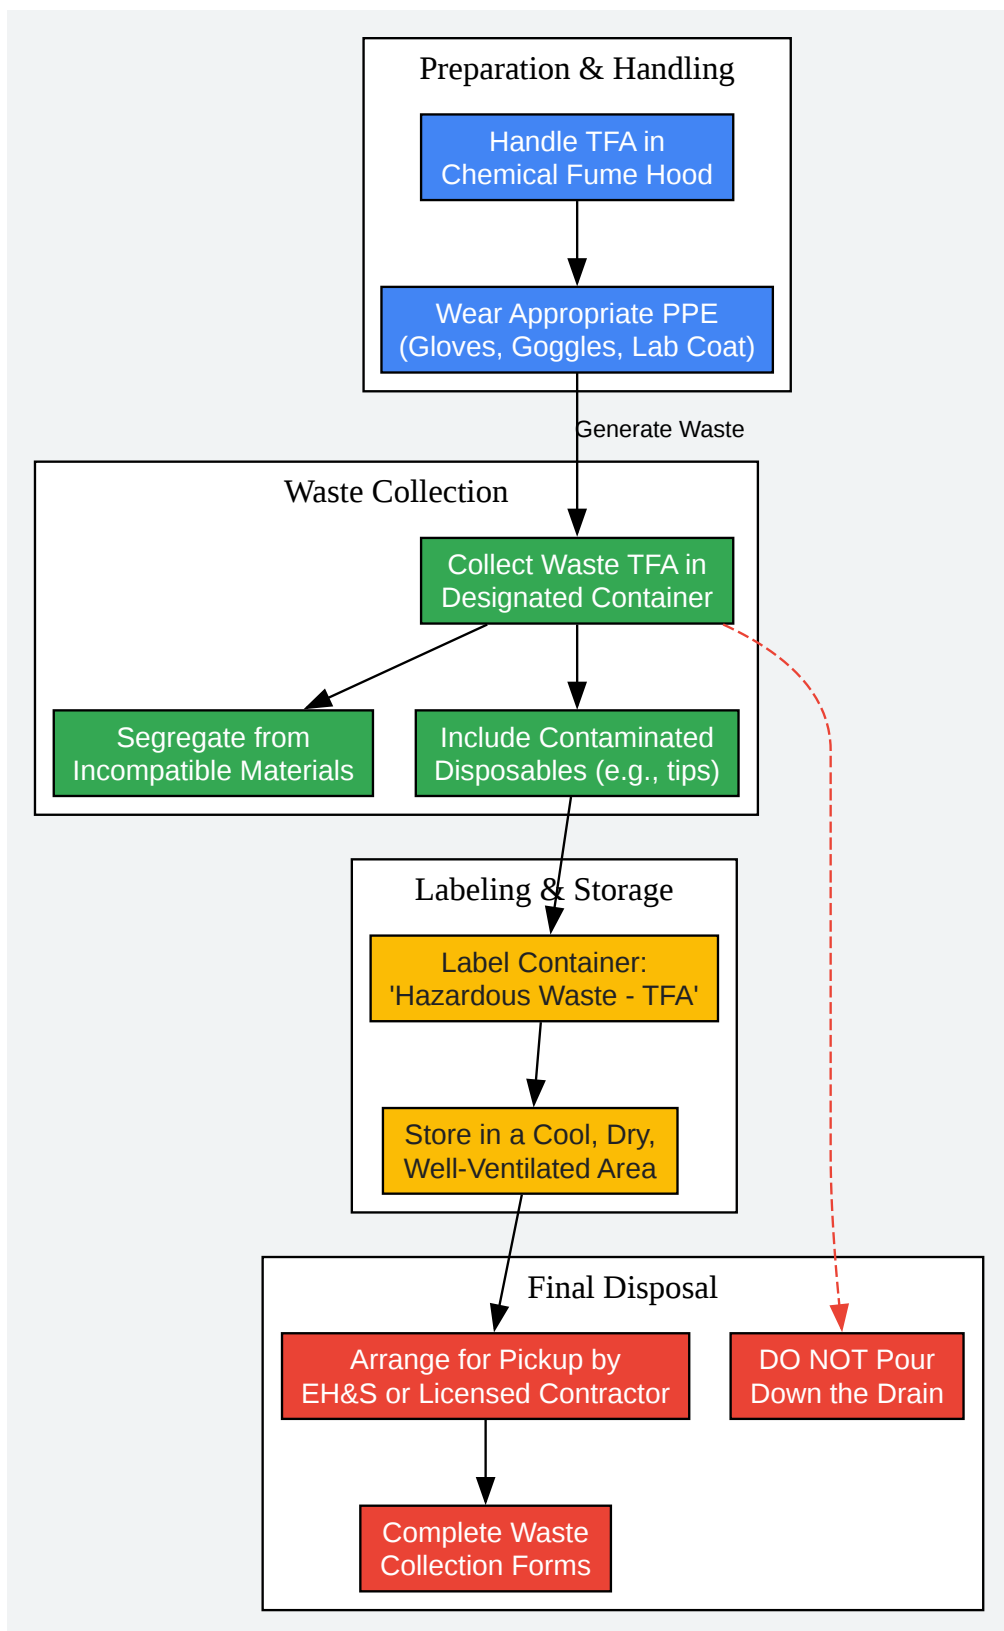 Preparation & Handling
Handle TFA in
Chemical Fume Hood
Wear Appropriate PPE
(Gloves, Goggles, Lab Coat)
Generate Waste
Waste Collection
Collect Waste TFA in
Designated Container
Segregate from
Incompatible Materials
Include Contaminated
Disposables (e.g., tips)
Labeling & Storage
Label Container:
'Hazardous Waste - TFA'
Store in a Cool, Dry,
Well-Ventilated Area
Final Disposal
Arrange for Pickup by
EH&S or Licensed Contractor
DO NOT Pour
Down the Drain
Complete Waste
Collection Forms